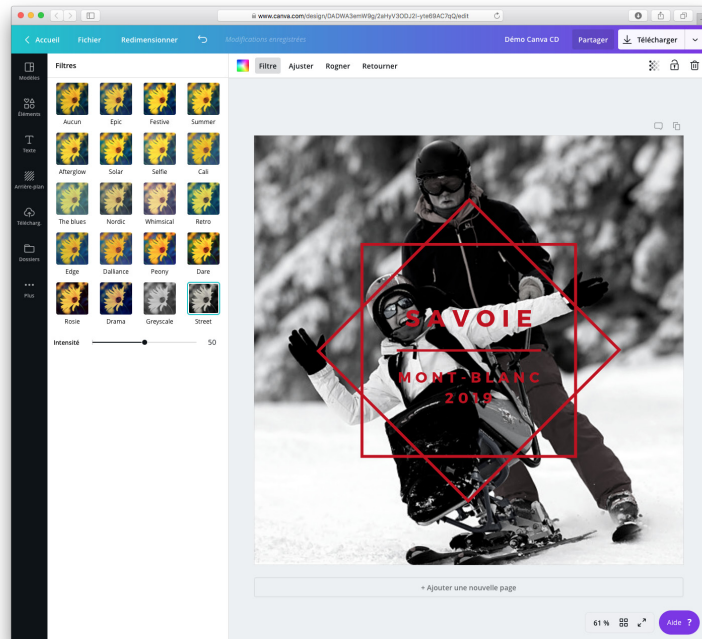 www.canva.com/design/DADWA3emW9g/2aHyV3ODJ2I-yte69AC7qQ/edit
Accueil Fichier Redimensionner Modifications enregistrées Démo Canva CD Partager Télécharger
Modèles
Éléments
Texte
Arrière-plan
Télécharg.
Dossiers
Plus
Filtres
Aucun Epic Festive Summer
Afterglow Solar Selfie Cali
The blues Nordic Whimsical Retro
Edge Dalliance Peony Dare
Rosie Drama Greyscale Street
Intensité 50
Filtre Ajuster Rogner Retourner
SAVOIE
MONT-BLANC
2019
+ Ajouter une nouvelle page
61 % Aide ?